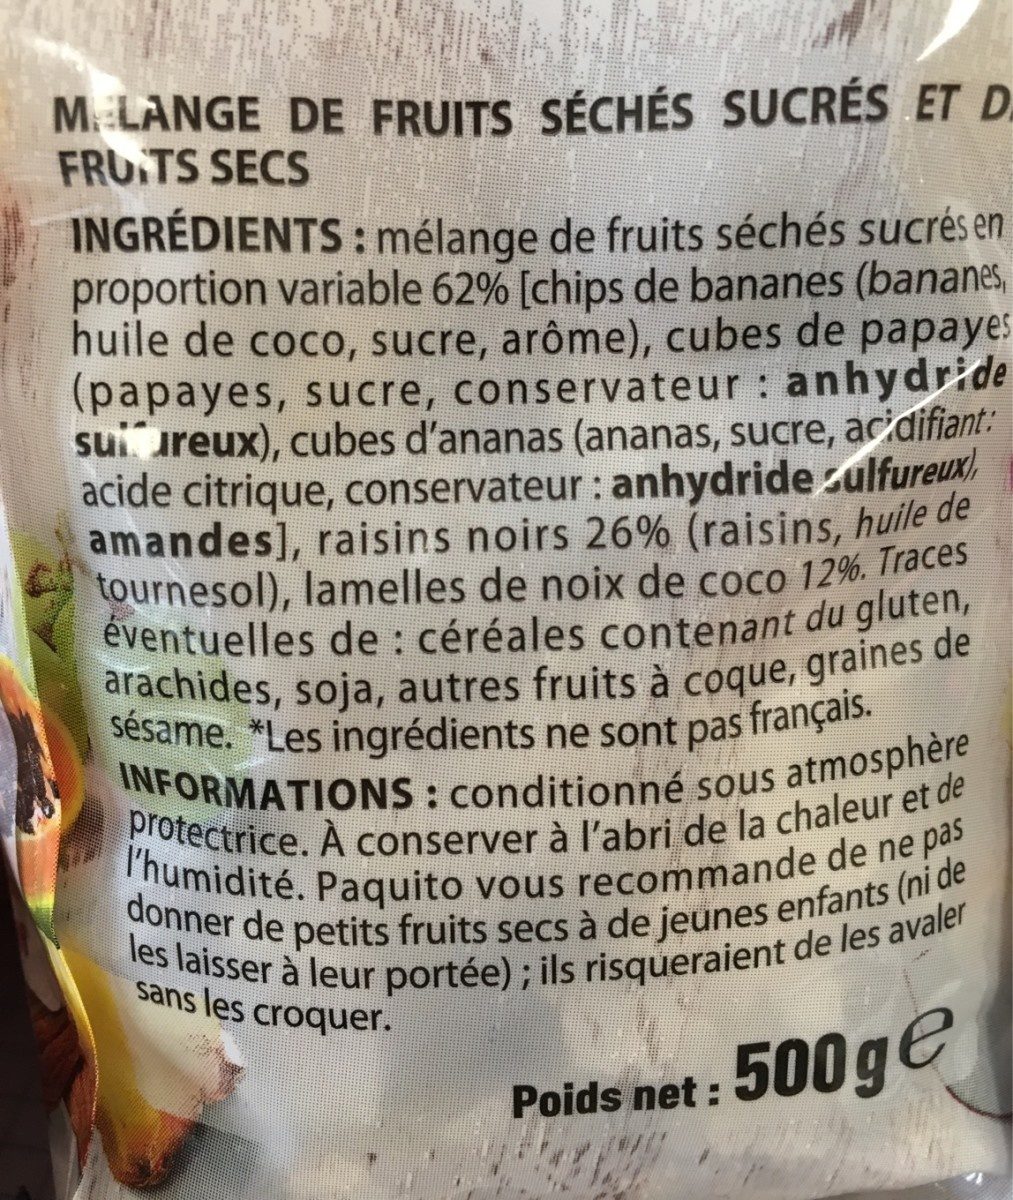 MÉLANGE DE FRUITS SÉCHÉS SUCRÉS ET
FRUITS SECS
INGRÉDIENTS : mélange de fruits séchés sucrés en
proportion variable 62% [chips de bananes (bananes,
huile de coco, sucre, arôme), cubes de papayes
(papayes, sucre, conservateur : anhydride
sulfureux), cubes d'ananas (ananas, sucre, acidifiant:
acide citrique, conservateur : anhydride sulfureux),
amandes], raisins noirs 26% (raisins, huile de
tournesol), lamelles de noix de coco 12%. Traces
éventuelles de : céréales contenant du gluten,
arachides, soja, autres fruits à coque, graines de
sésame. *Les ingrédients ne sont pas français.
INFORMATIONS : conditionné sous atmosphère
protectrice. À conserver à l'abri de la chaleur et de
l'humidité. Paquito vous recommande de ne pas
donner de petits fruits secs à de jeunes enfants (ni de
les laisser à leur portée) ; ils risqueraient de les avaler
sans les croquer.
Poids net : 500g e